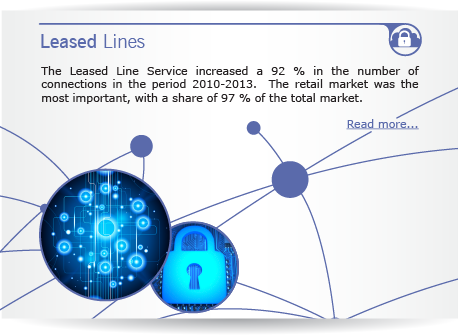 Leased Lines
The Leased Line Service increased a 92 % in the number of
connections in the period 2010-2013. The retail market was the
most important, with a share of 97 % of the total market.
Read more...